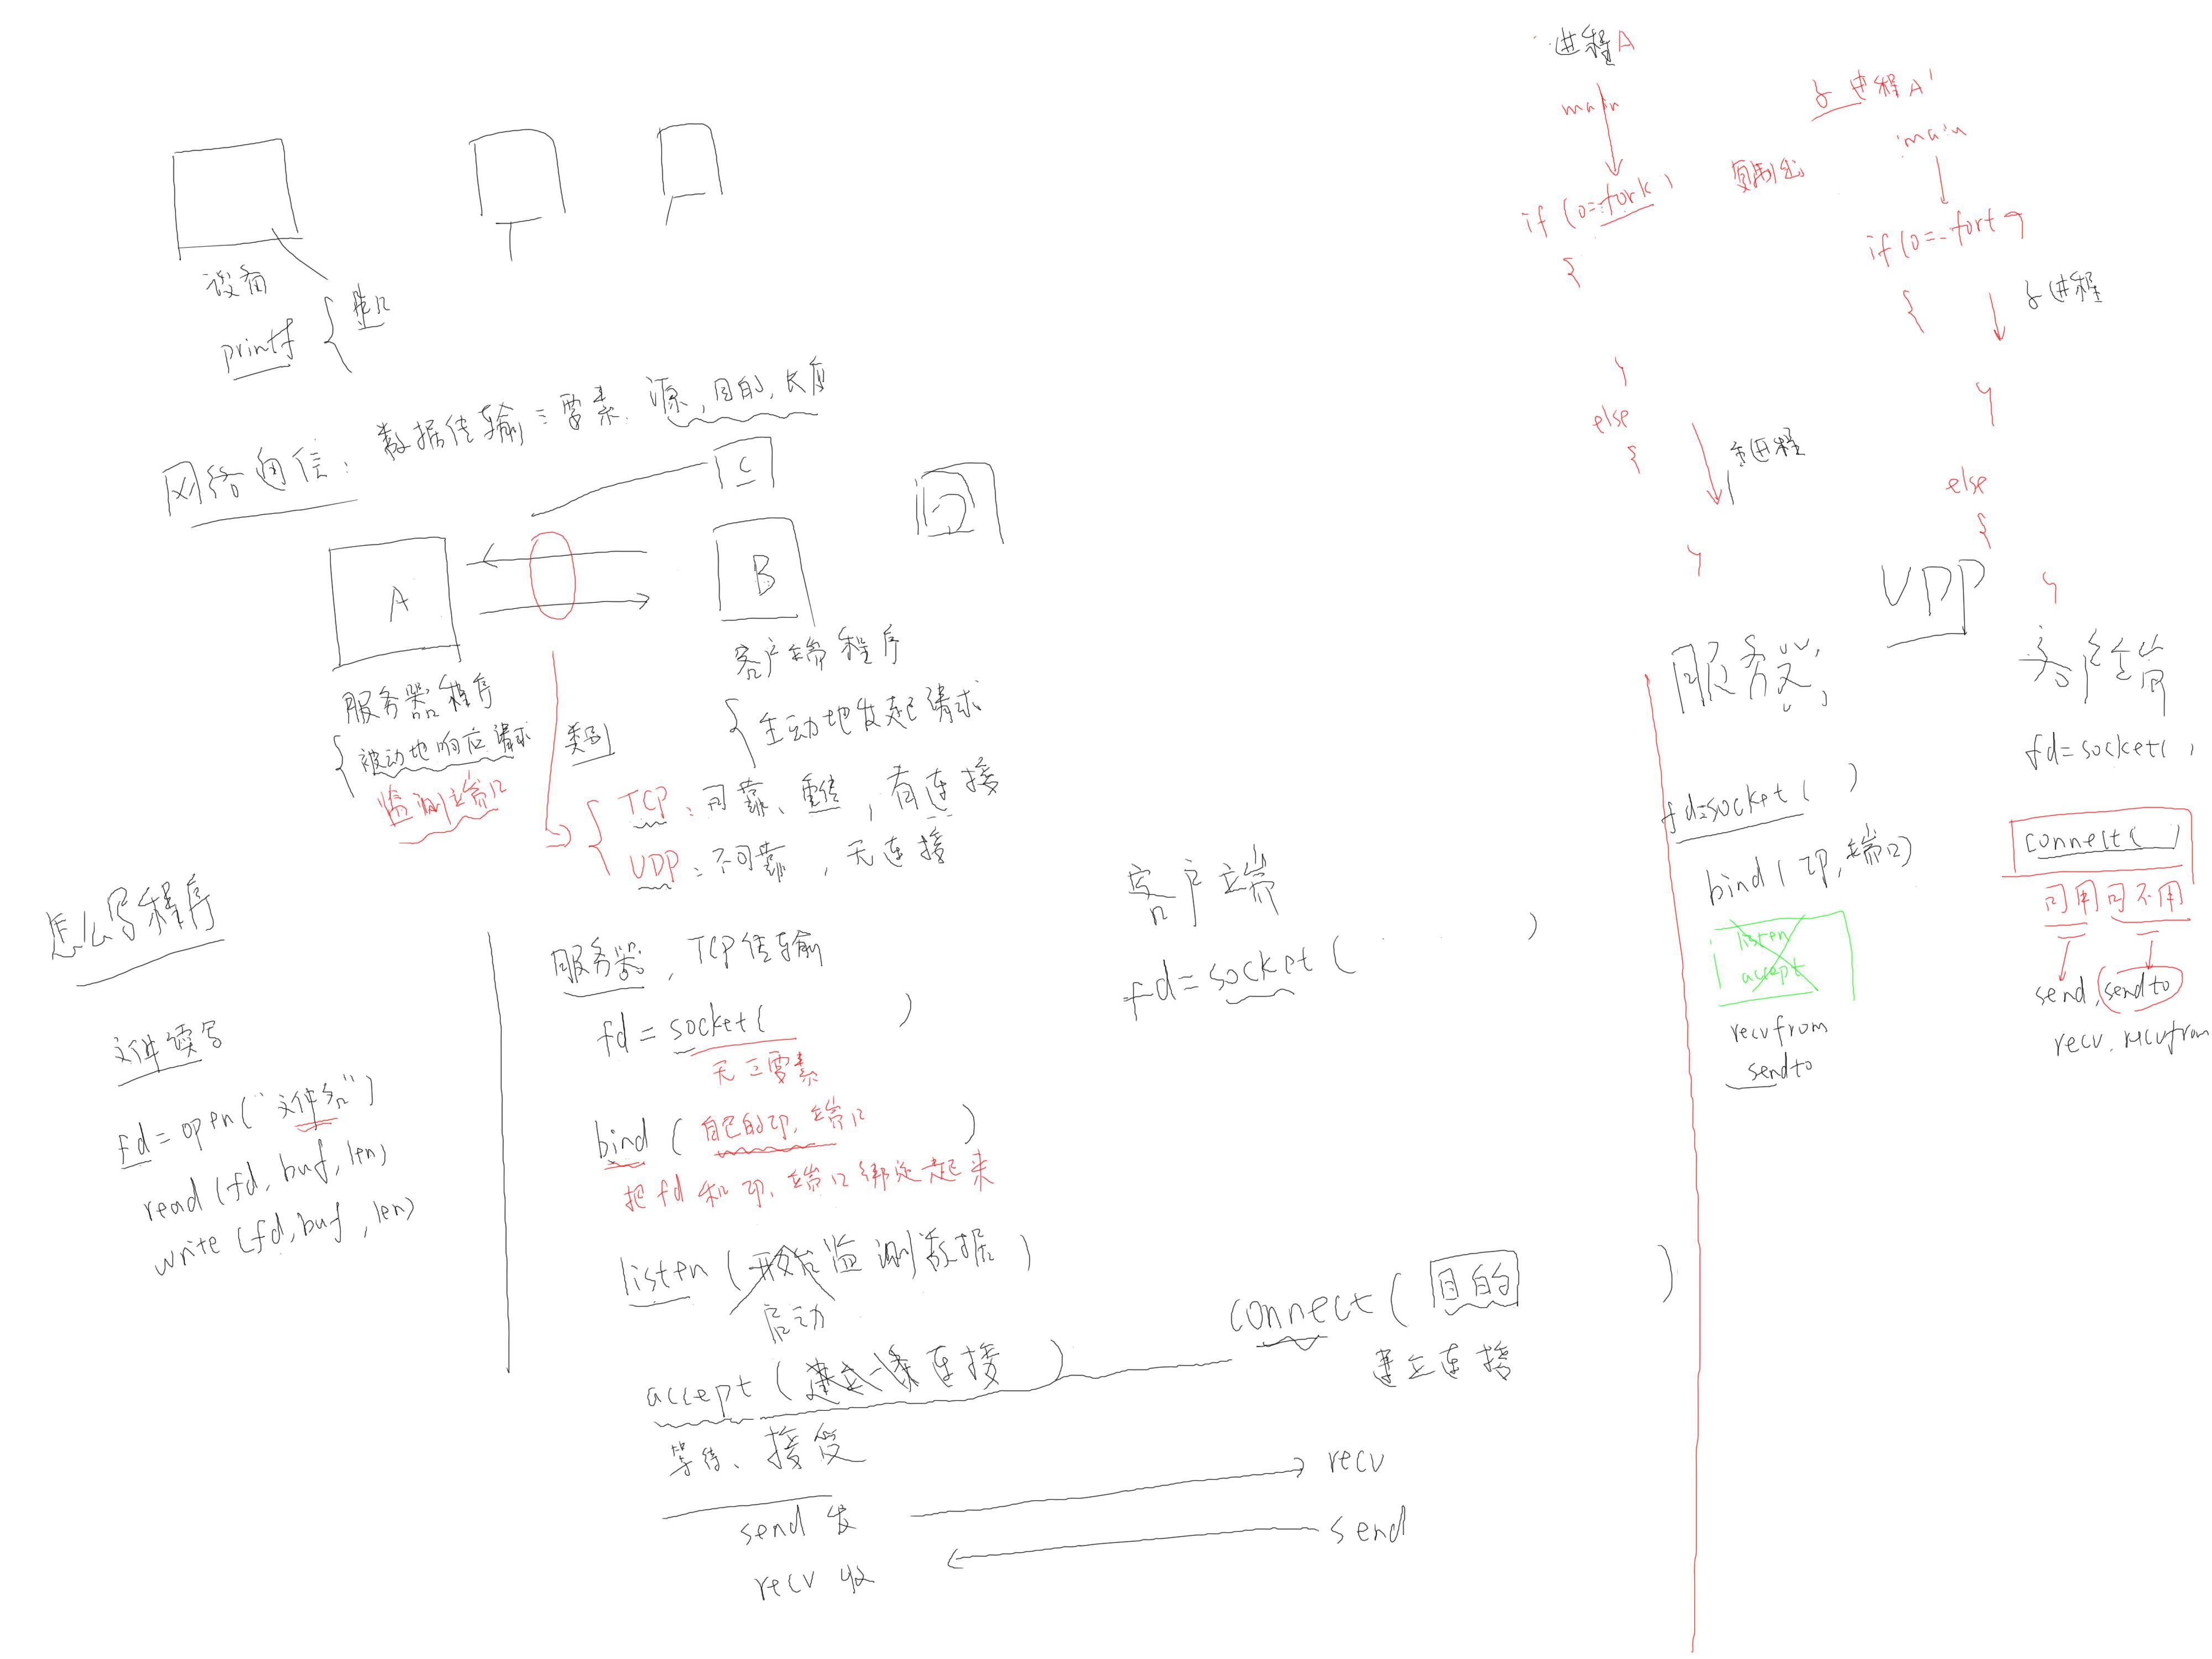 设备
printf
串口
网络通信：数据传输三要素：源，目的，长度
C
A
B
服务器程序
被动地响应请求
监测端口
客户端程序
主动地发起请求
类别
TCP：可靠、重传，有连接
UDP：不可靠，无连接
怎么写程序
文件读写
fd = open("文件名")
read (fd, buf, len)
write (fd, buf, len)
服务器，TCP传输
fd = socket( )
无三要素
bind ( 自己的IP, 端口 )
把fd和IP、端口绑定起来
listen (开始监测数据)
启动
accept (建立一条连接)
等待、接受
send 发
recv 收
客户端
fd = socket( )
connect( 目的 )
建立连接
recv
send
进程A
main
if (0=fork)
{
}
else
{
主进程
}
复制出
子进程A'
main
if (0==fork
{
子进程
}
else
{
}
UDP
服务器
fd=socket( )
bind( IP, 端口)
listen
accept
recvfrom
sendto
客户端
fd=socket(,
connect( )
可用可不用
send, sendto
recv, recvfrom